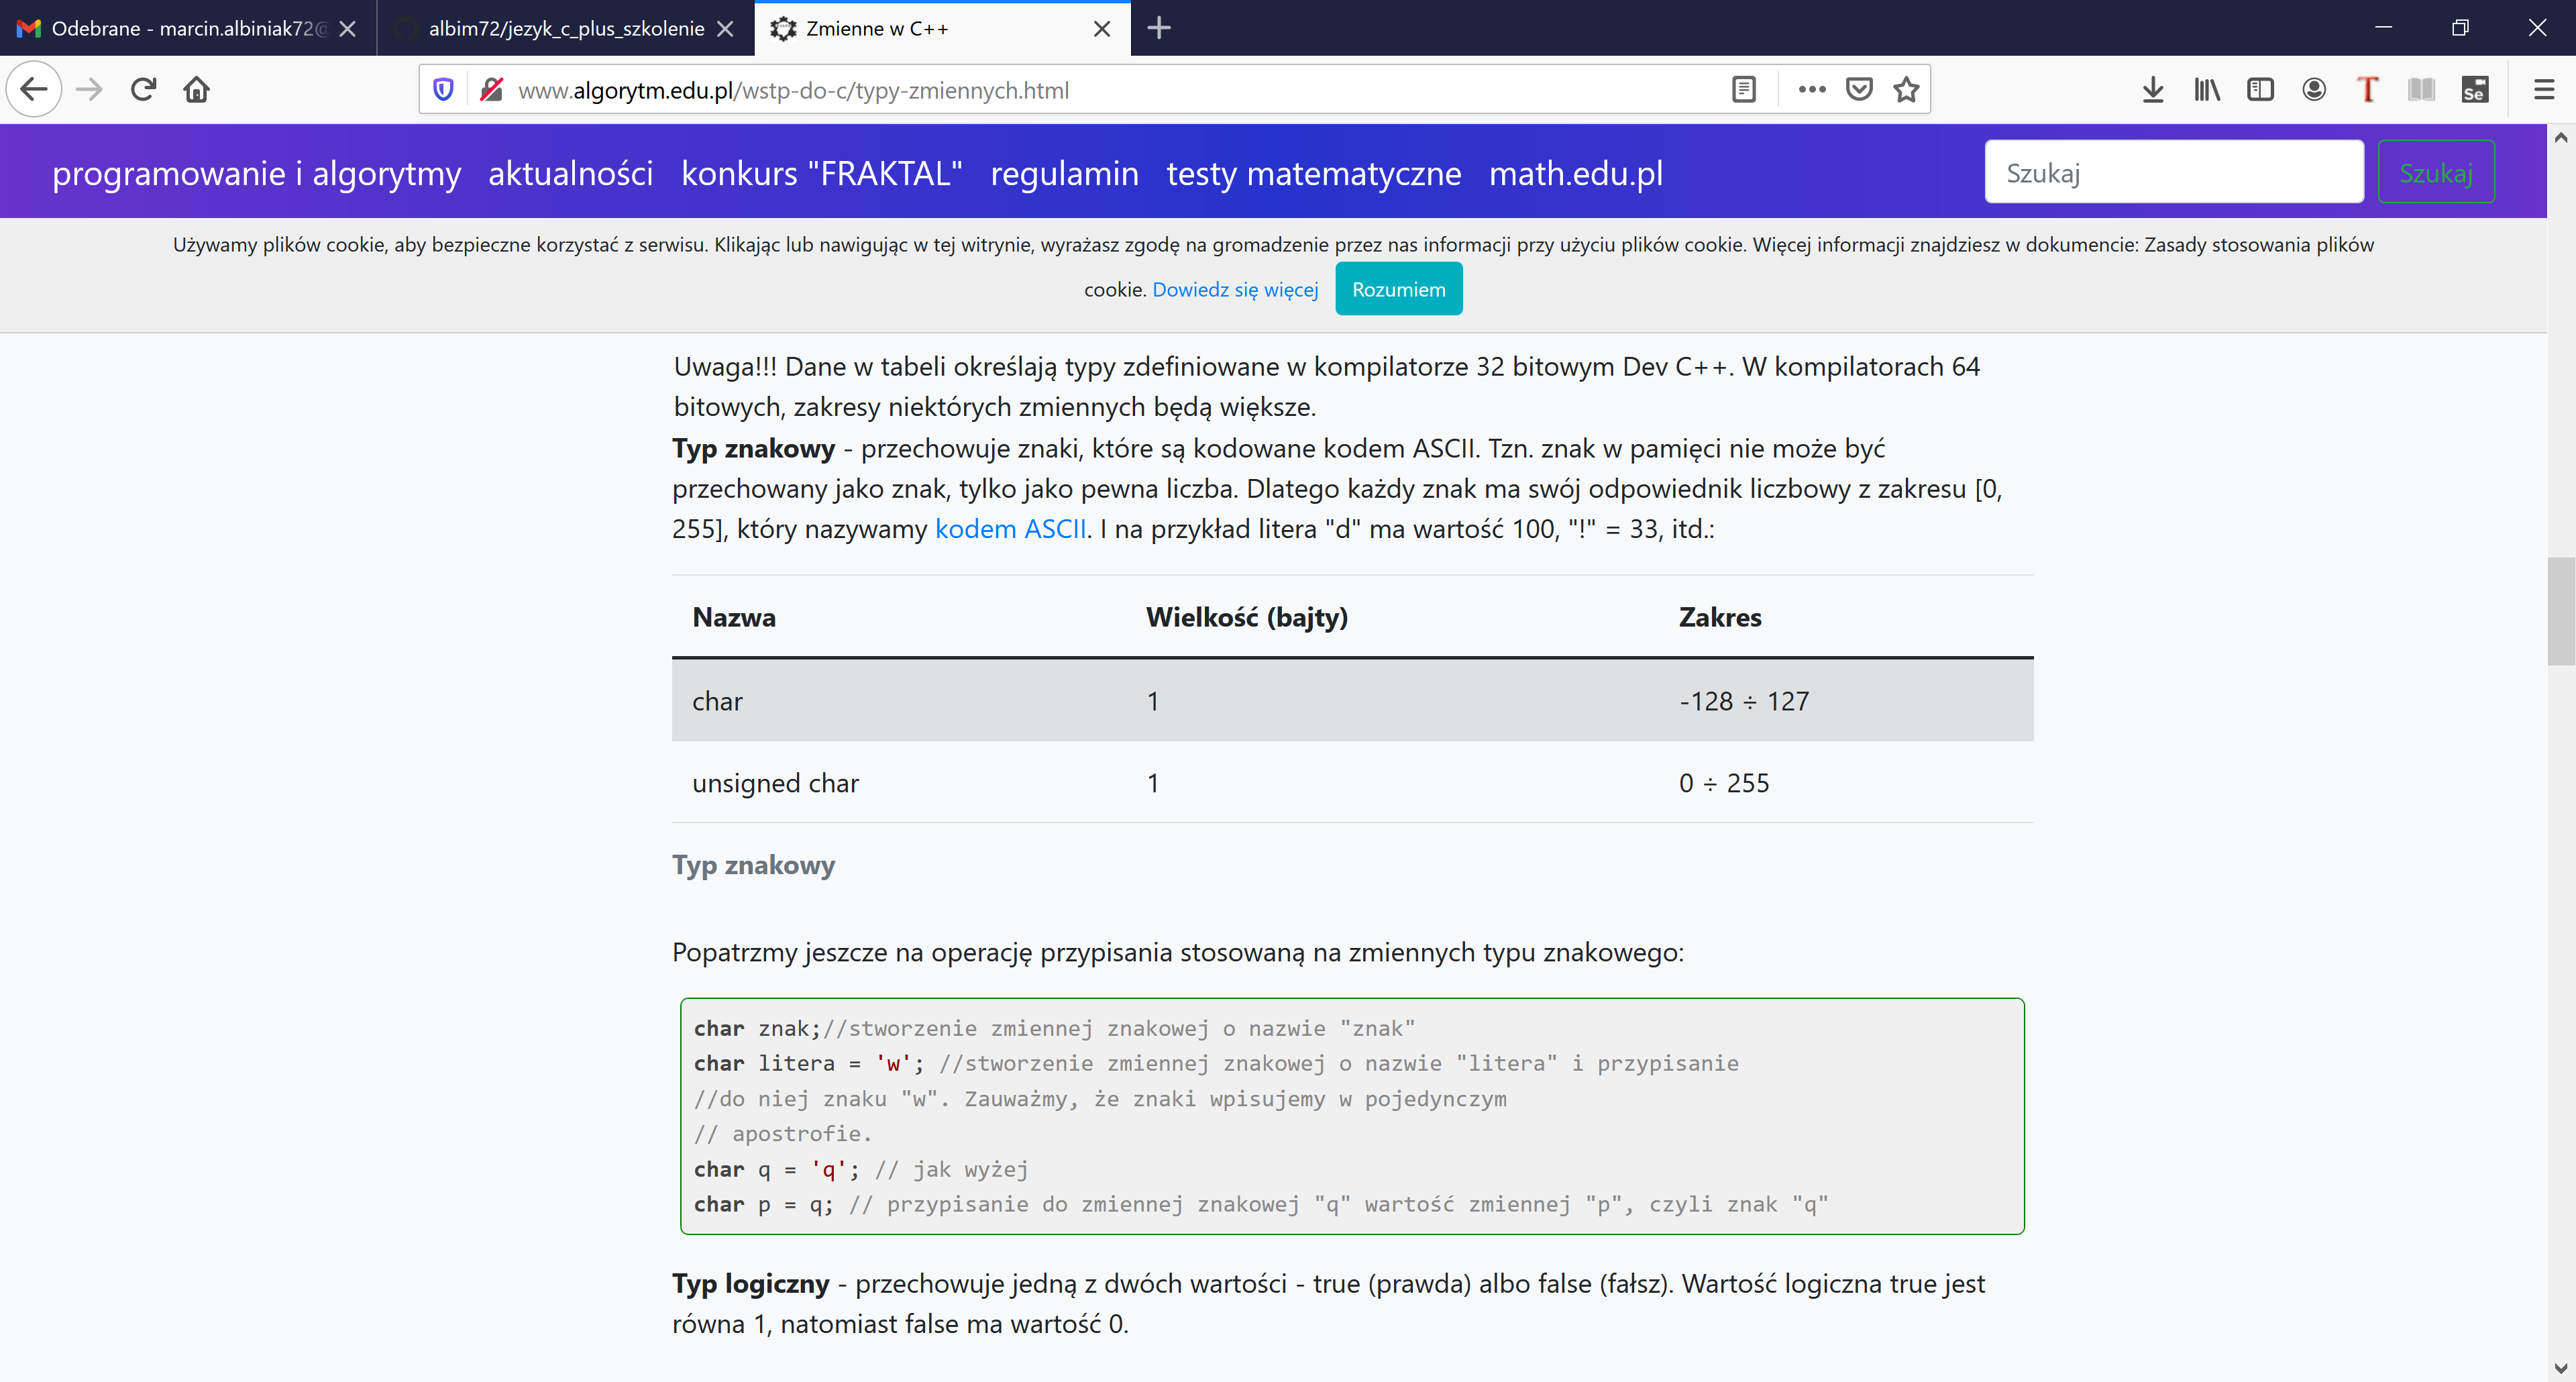 Odebrane - marcin.albiniak72@
albim72/jezyk_c_plus_szkolenie
Zmienne w C++
www.algorytm.edu.pl/wstp-do-c/typy-zmiennych.html
T
Se
programowanie i algorytmy aktualności konkurs "FRAKTAL" regulamin testy matematyczne math.edu.pl
Szukaj
Szukaj
Używamy plików cookie, aby bezpieczne korzystać z serwisu. Klikając lub nawigując w tej witrynie, wyrażasz zgodę na gromadzenie przez nas informacji przy użyciu plików cookie. Więcej informacji znajdziesz w dokumencie: Zasady stosowania plików
cookie. Dowiedz się więcej Rozumiem
Uwaga!!! Dane w tabeli określają typy zdefiniowane w kompilatorze 32 bitowym Dev C++. W kompilatorach 64
bitowych, zakresy niektórych zmiennych będą większe.
Typ znakowy - przechowuje znaki, które są kodowane kodem ASCII. Tzn. znak w pamięci nie może być
przechowany jako znak, tylko jako pewna liczba. Dlatego każdy znak ma swój odpowiednik liczbowy z zakresu [0,
255], który nazywamy kodem ASCII. I na przykład litera "d" ma wartość 100, "!" = 33, itd.:
Nazwa Wielkość (bajty) Zakres
char 1 -128 ÷ 127
unsigned char 1 0 ÷ 255
Typ znakowy
Popatrzmy jeszcze na operację przypisania stosowaną na zmiennych typu znakowego:
char znak;//stworzenie zmiennej znakowej o nazwie "znak"
char litera = 'w'; //stworzenie zmiennej znakowej o nazwie "litera" i przypisanie
//do niej znaku "w". Zauważmy, że znaki wpisujemy w pojedynczym
// apostrofie.
char q = 'q'; // jak wyżej
char p = q; // przypisanie do zmiennej znakowej "q" wartość zmiennej "p", czyli znak "q"
Typ logiczny - przechowuje jedną z dwóch wartości - true (prawda) albo false (fałsz). Wartość logiczna true jest
równa 1, natomiast false ma wartość 0.